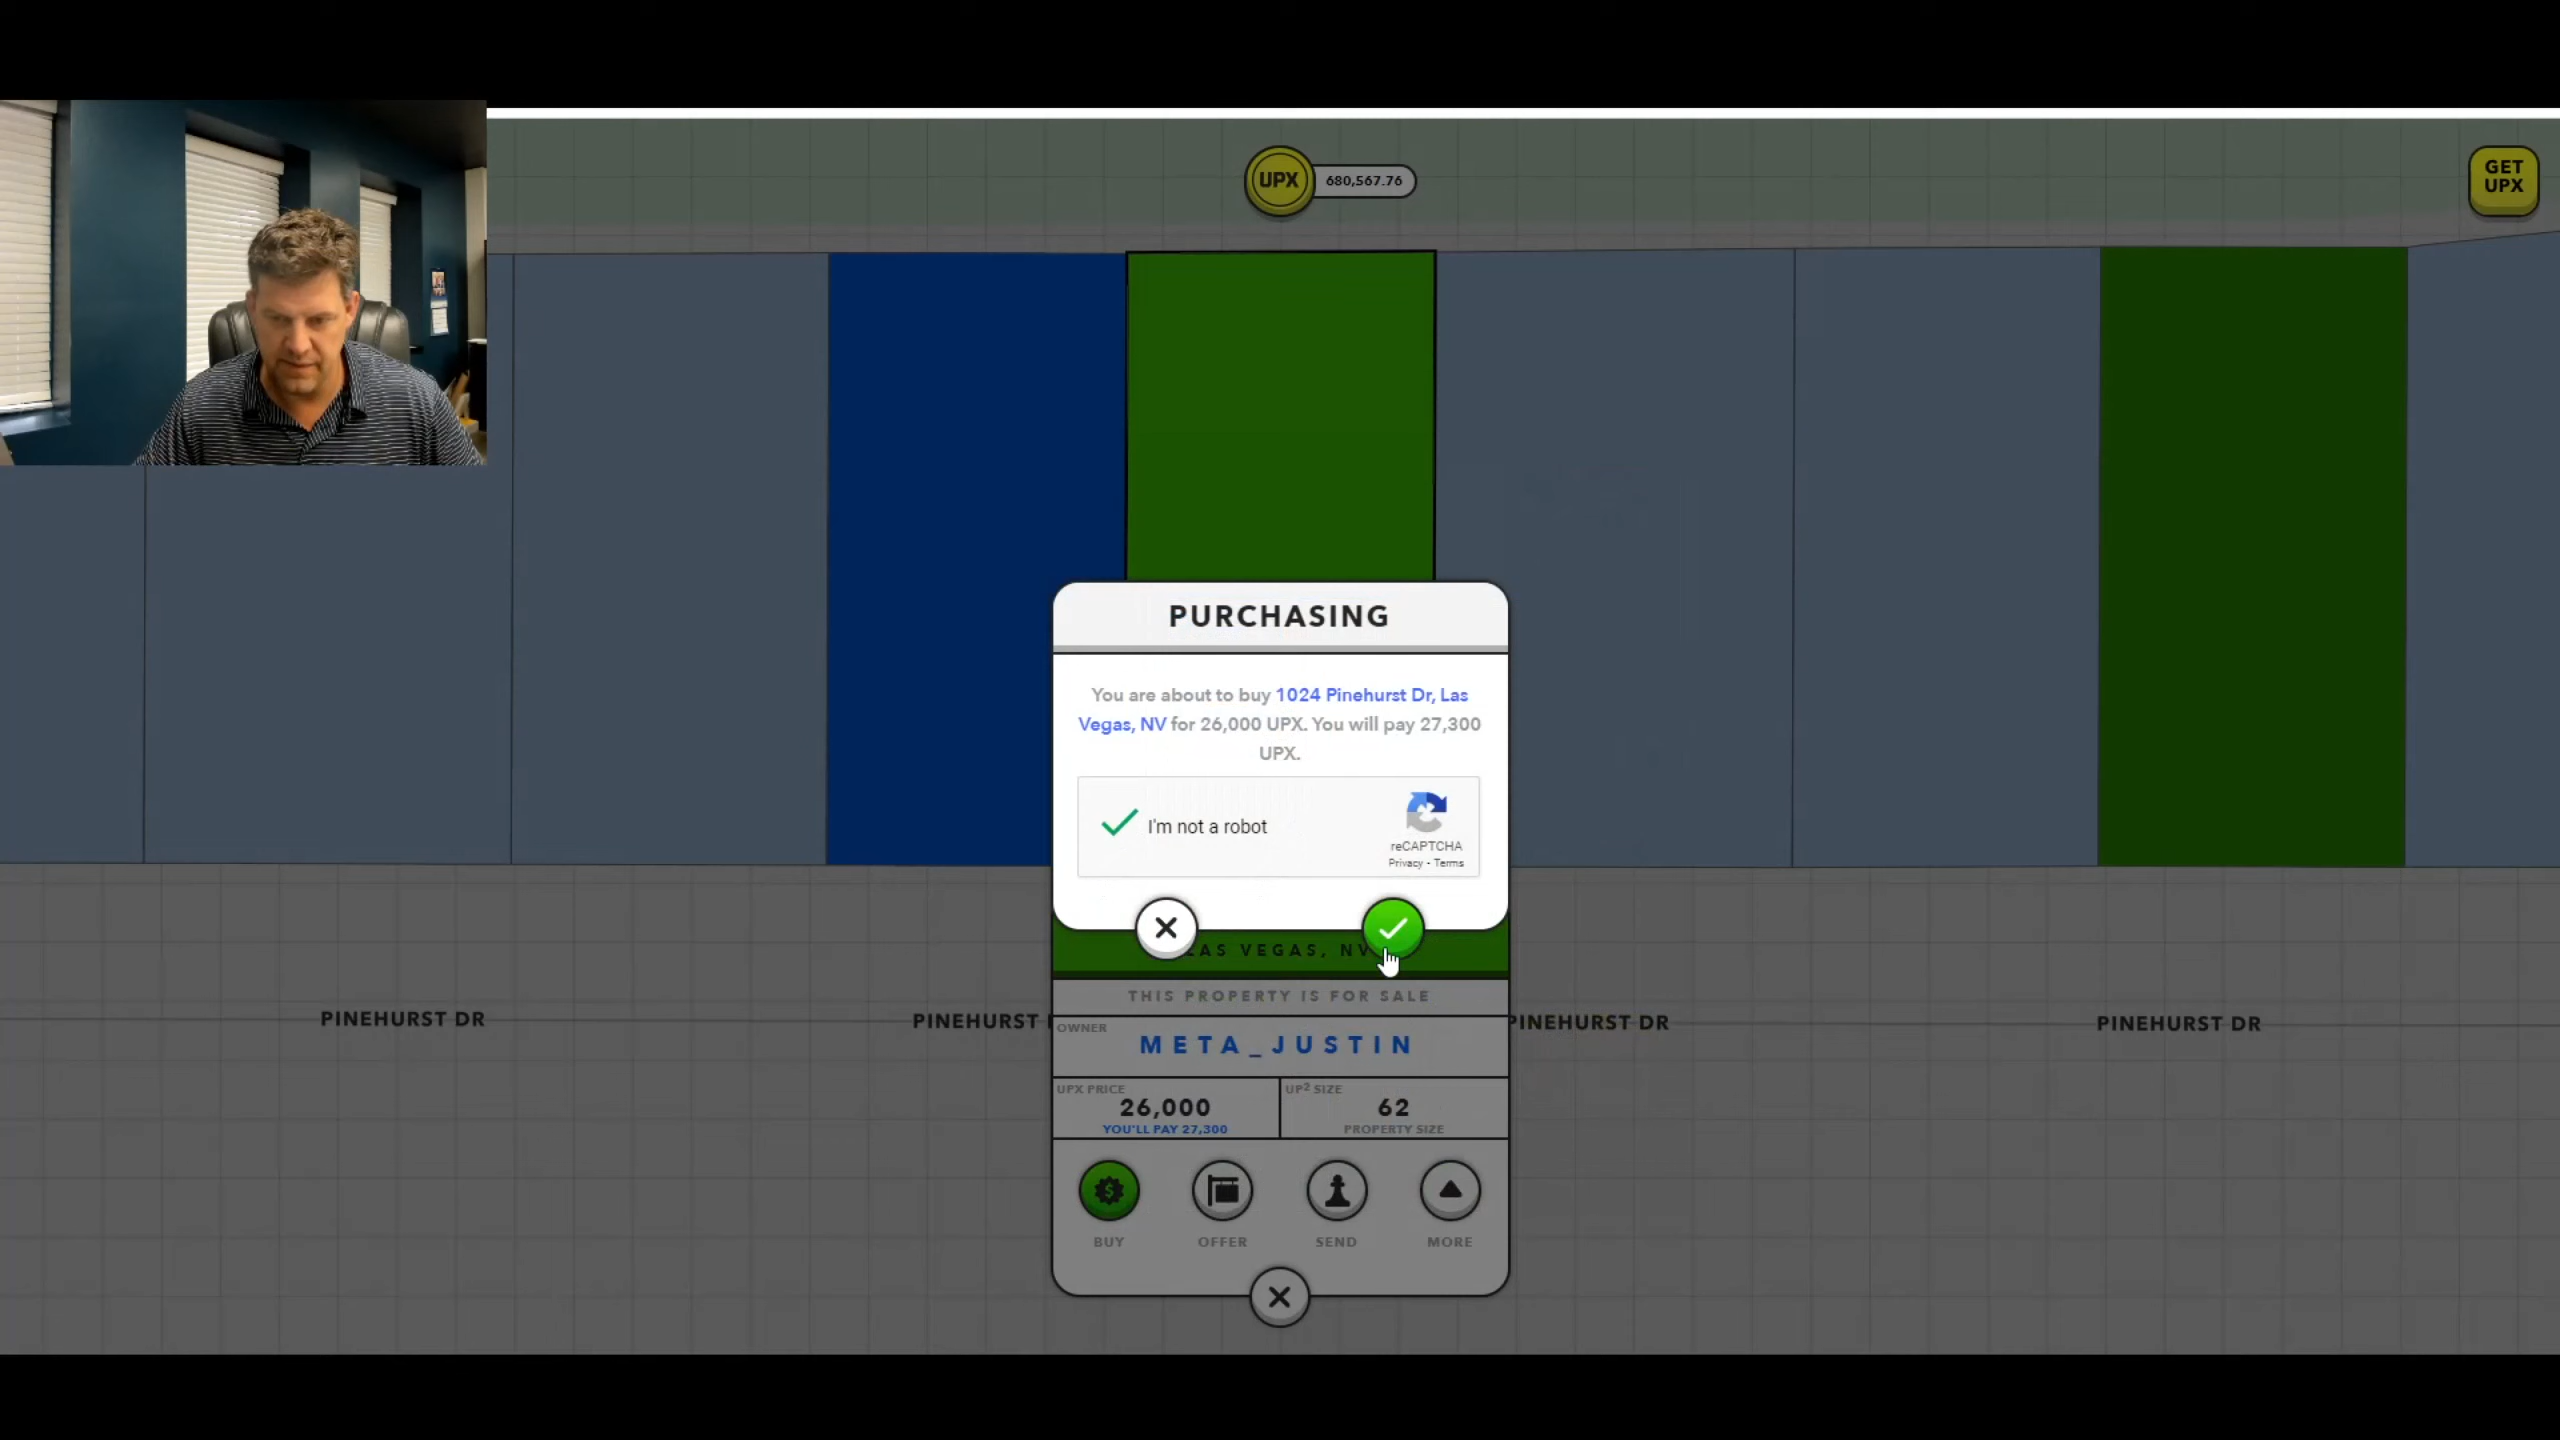 UPX
680,567.76
GET
UPX
PURCHASING
You are about to buy 1024 Pinehurst Dr, Las
Vegas, NV for 26,000 UPX. You will pay 27,300
UPX.
I'm not a robot
reCAPTCHA
Privacy - Terms
LAS VEGAS, NV
THIS PROPERTY IS FOR SALE
PINEHURST DR
PINEHURST
PINEHURST DR
PINEHURST DR
OWNER
META_JUSTIN
UPX PRICE
26,000
YOU'LL PAY 27,300
UP² SIZE
62
PROPERTY SIZE
BUY
OFFER
SEND
MORE